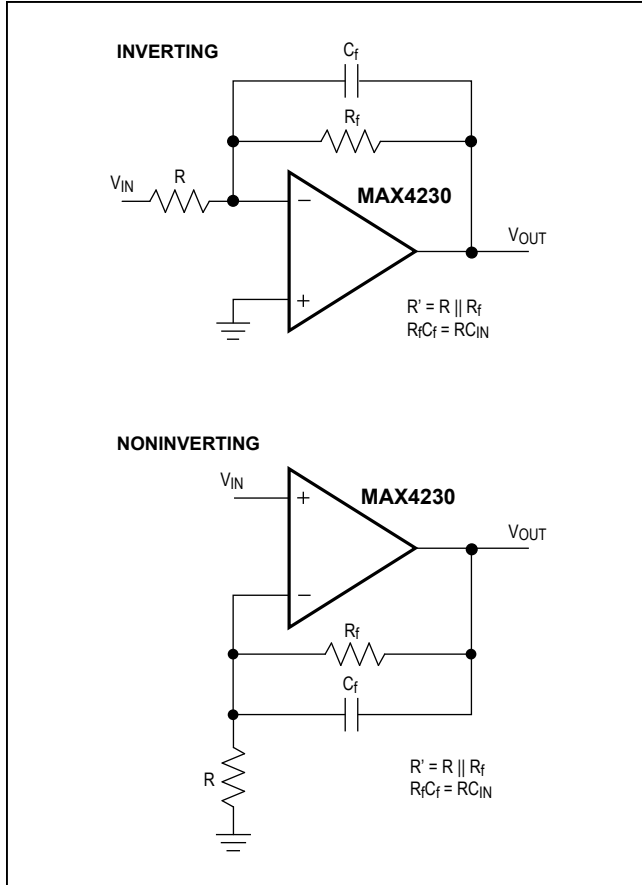 INVERTING
Cf
Rf
R
VIN
MAX4230
−
VOUT
+
R' = R || Rf
RfCf = RCIN
NONINVERTING
VIN
MAX4230
+
VOUT
−
Rf
Cf
R
R' = R || Rf
RfCf = RCIN